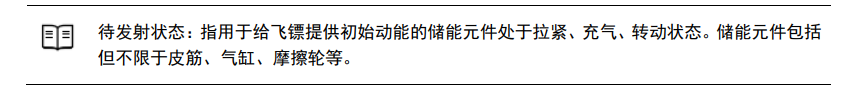 待发射状态：指用于给飞镖提供初始动能的储能元件处于拉紧、充气、转动状态。储能元件包括
但不限于皮筋、气缸、摩擦轮等。